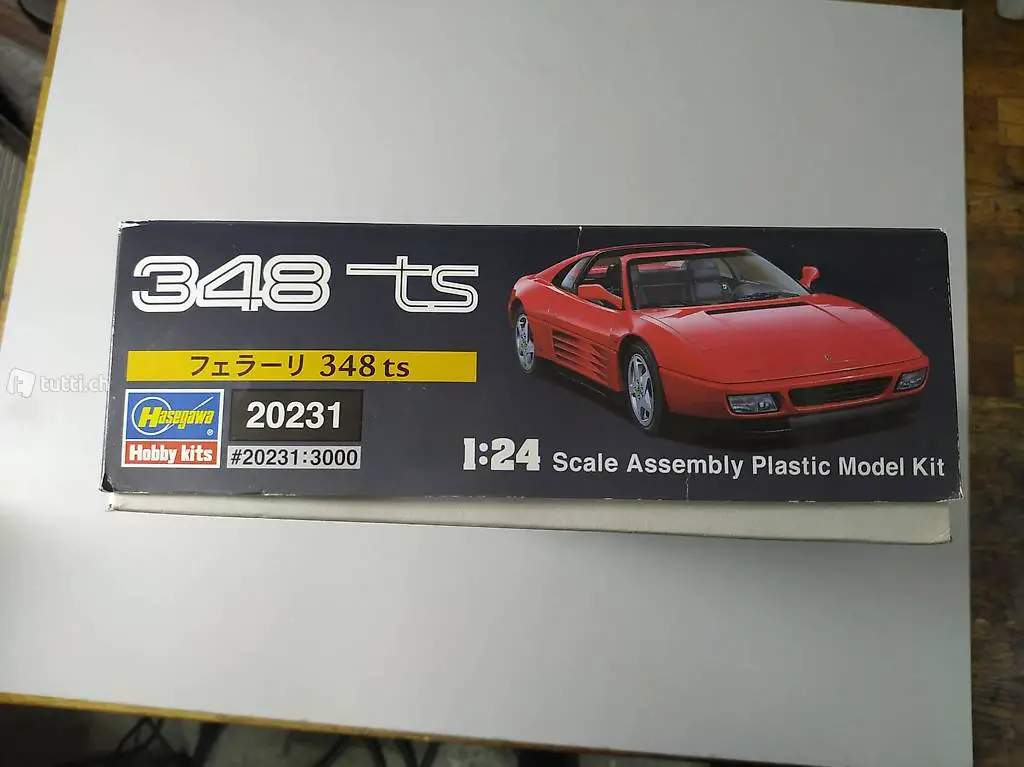 348 ts
フェラーリ 348 ts
Hasegawa ®
Hobby kits
20231
#20231:3000
1:24 Scale Assembly Plastic Model Kit
tutti.ch